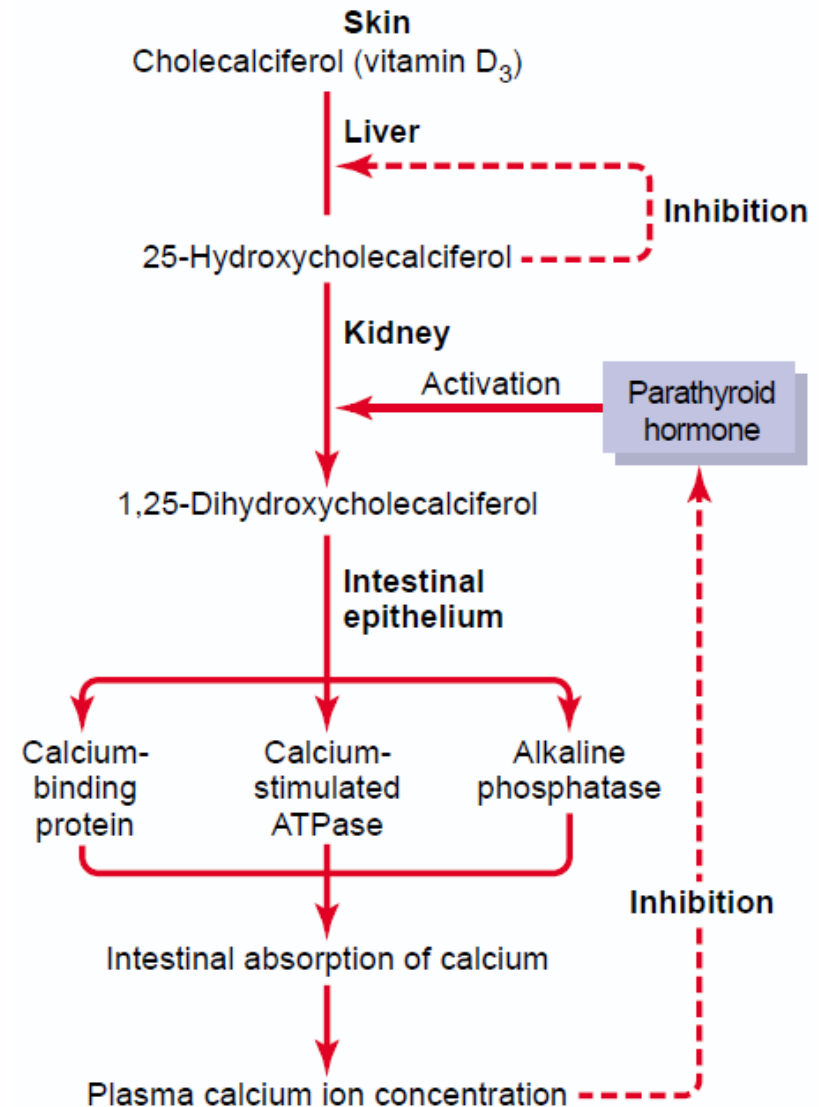 Skin
Cholecalciferol (vitamin D3)
Liver
Inhibition
25-Hydroxycholecalciferol
Kidney
Activation
Parathyroid
hormone
1,25-Dihydroxycholecalciferol
Intestinal
epithelium
Calcium-
binding
protein
Calcium-
stimulated
ATPase
Alkaline
phosphatase
Inhibition
Intestinal absorption of calcium
Plasma calcium ion concentration